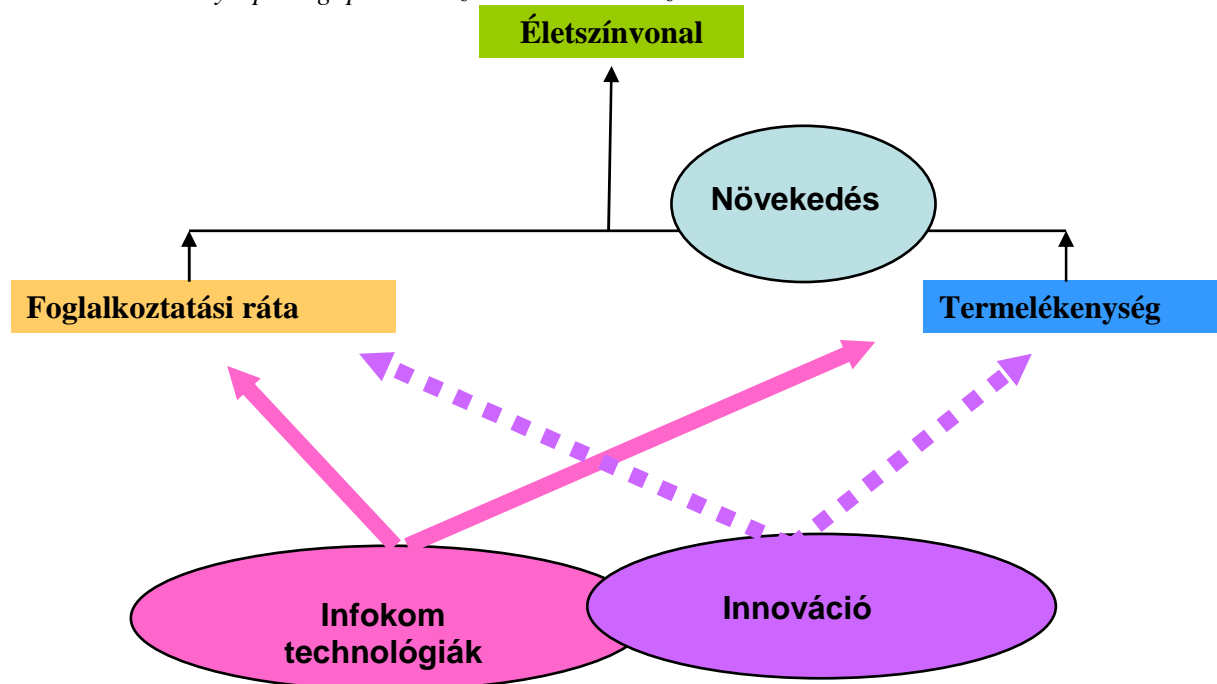 Életszínvonal
Növekedés
Foglalkoztatási ráta
Termelékenység
Infokom
technológiák
Innováció